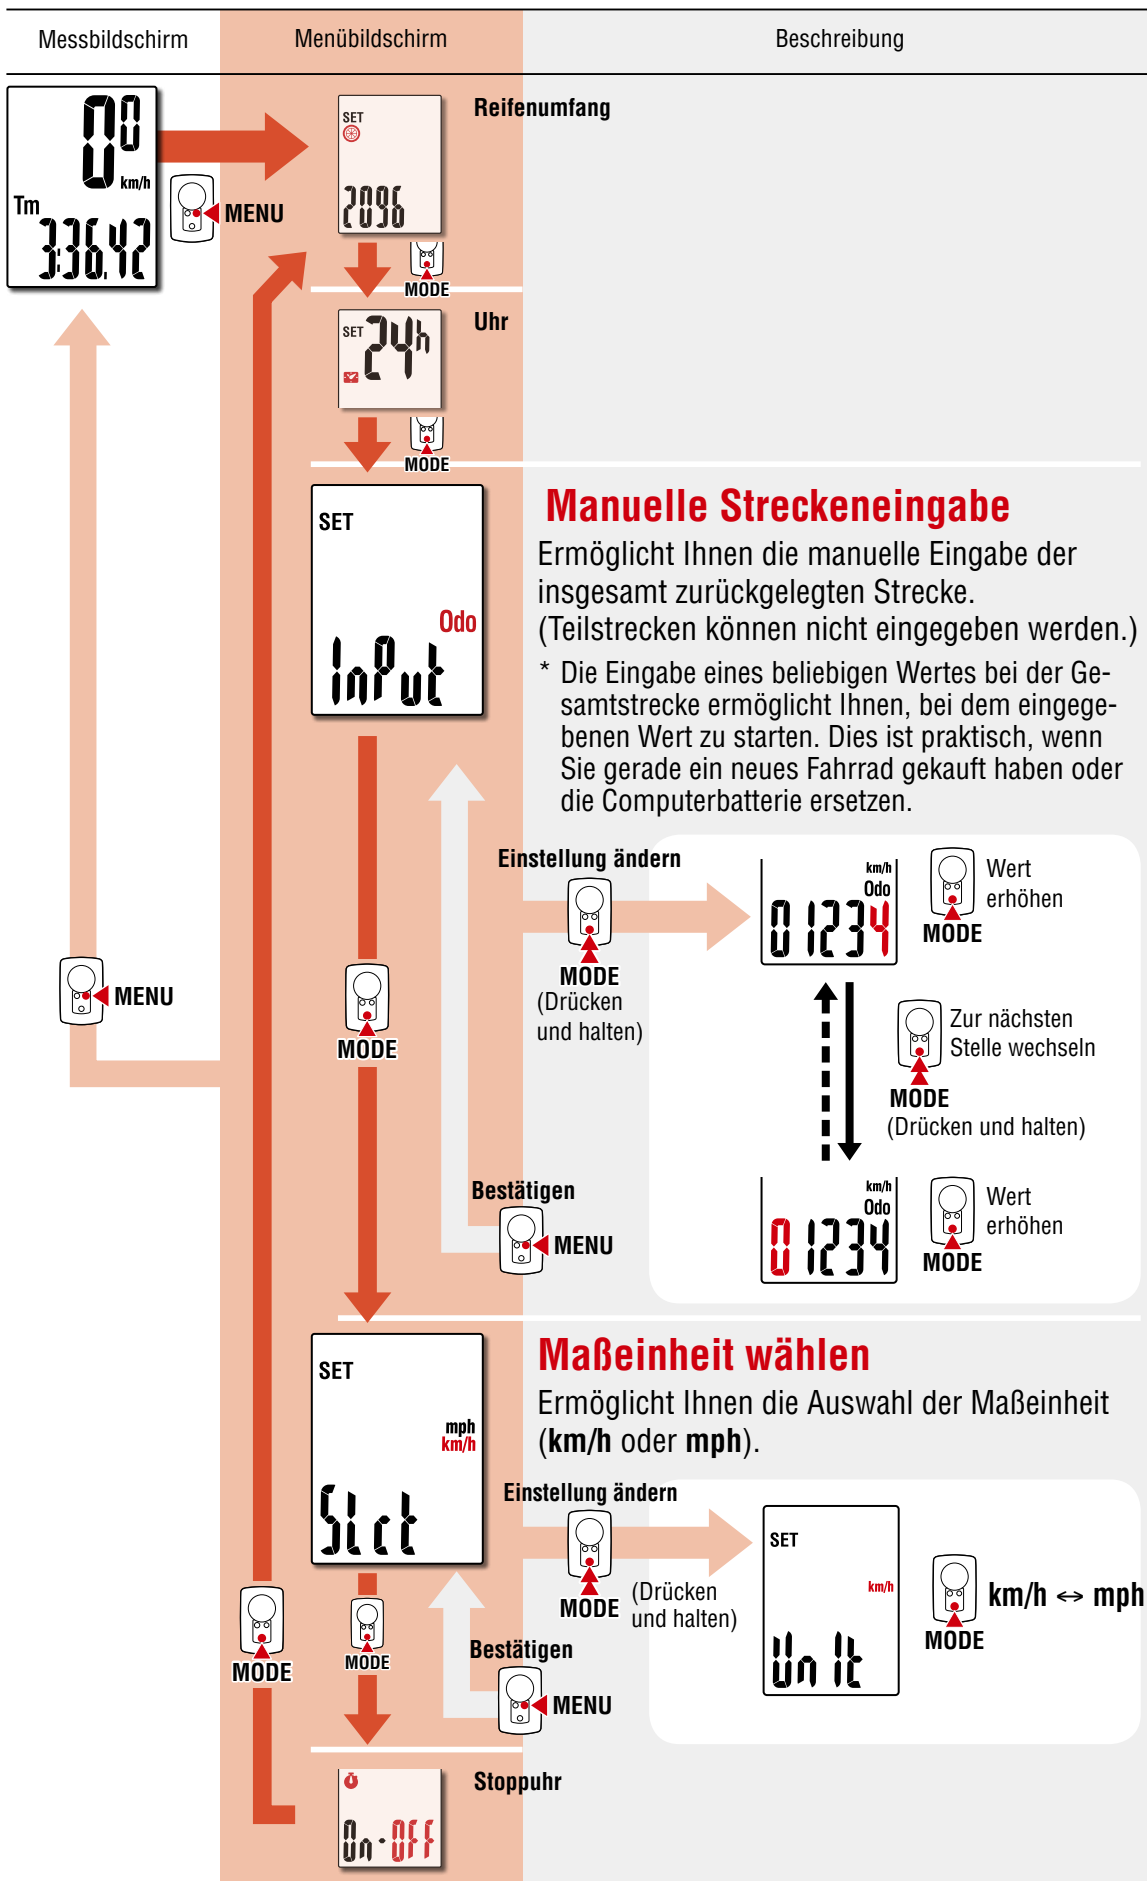 Messbildschirm
Menübildschirm
Beschreibung
0.0
km/h
Tm
3:36.42
MENU
SET
2096
Reifenumfang
MODE
SET
24h
Uhr
MODE
SET
Odo
InPut
Manuelle Streckeneingabe
Ermöglicht Ihnen die manuelle Eingabe der
insgesamt zurückgelegten Strecke.
(Teilstrecken können nicht eingegeben werden.)
* Die Eingabe eines beliebigen Wertes bei der Ge-
samtstrecke ermöglicht Ihnen, bei dem eingege-
benen Wert zu starten. Dies ist praktisch, wenn
Sie gerade ein neues Fahrrad gekauft haben oder
die Computerbatterie ersetzen.
Einstellung ändern
MODE
(Drücken
und halten)
km/h
Odo
01234
Wert
erhöhen
MODE
MENU
MODE
Zur nächsten
Stelle wechseln
MODE
(Drücken und halten)
Bestätigen
MENU
km/h
Odo
01234
Wert
erhöhen
MODE
SET
mph
km/h
Slct
Maßeinheit wählen
Ermöglicht Ihnen die Auswahl der Maßeinheit
(km/h oder mph).
Einstellung ändern
MODE
(Drücken
und halten)
SET
km/h
Unit
km/h ⇔ mph
MODE
MODE
MODE
Bestätigen
MENU
Stoppuhr
On-OFF